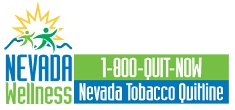 NEVADA
Wellness
1-800-QUIT-NOW
Nevada Tobacco Quitline